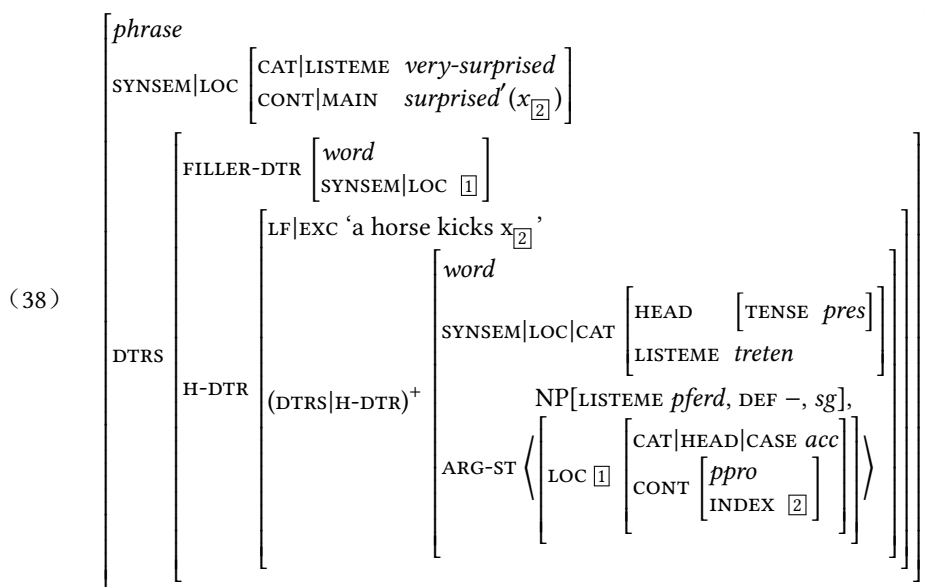 phrase
SYNSEM|LOC
CAT|LISTEME very-surprised
CONT|MAIN surprised′(x[2])
FILLER-DTR
word
SYNSEM|LOC [1]
LF|EXC ‘a horse kicks x[2]’
word
(38)
SYNSEM|LOC|CAT
HEAD [TENSE pres]
LISTEME treten
DTRS
H-DTR
(DTRS|H-DTR)+
NP[LISTEME pferd, DEF −, sg],
ARG-ST ⟨
LOC [1]
CAT|HEAD|CASE acc
CONT
ppro
INDEX [2]
⟩